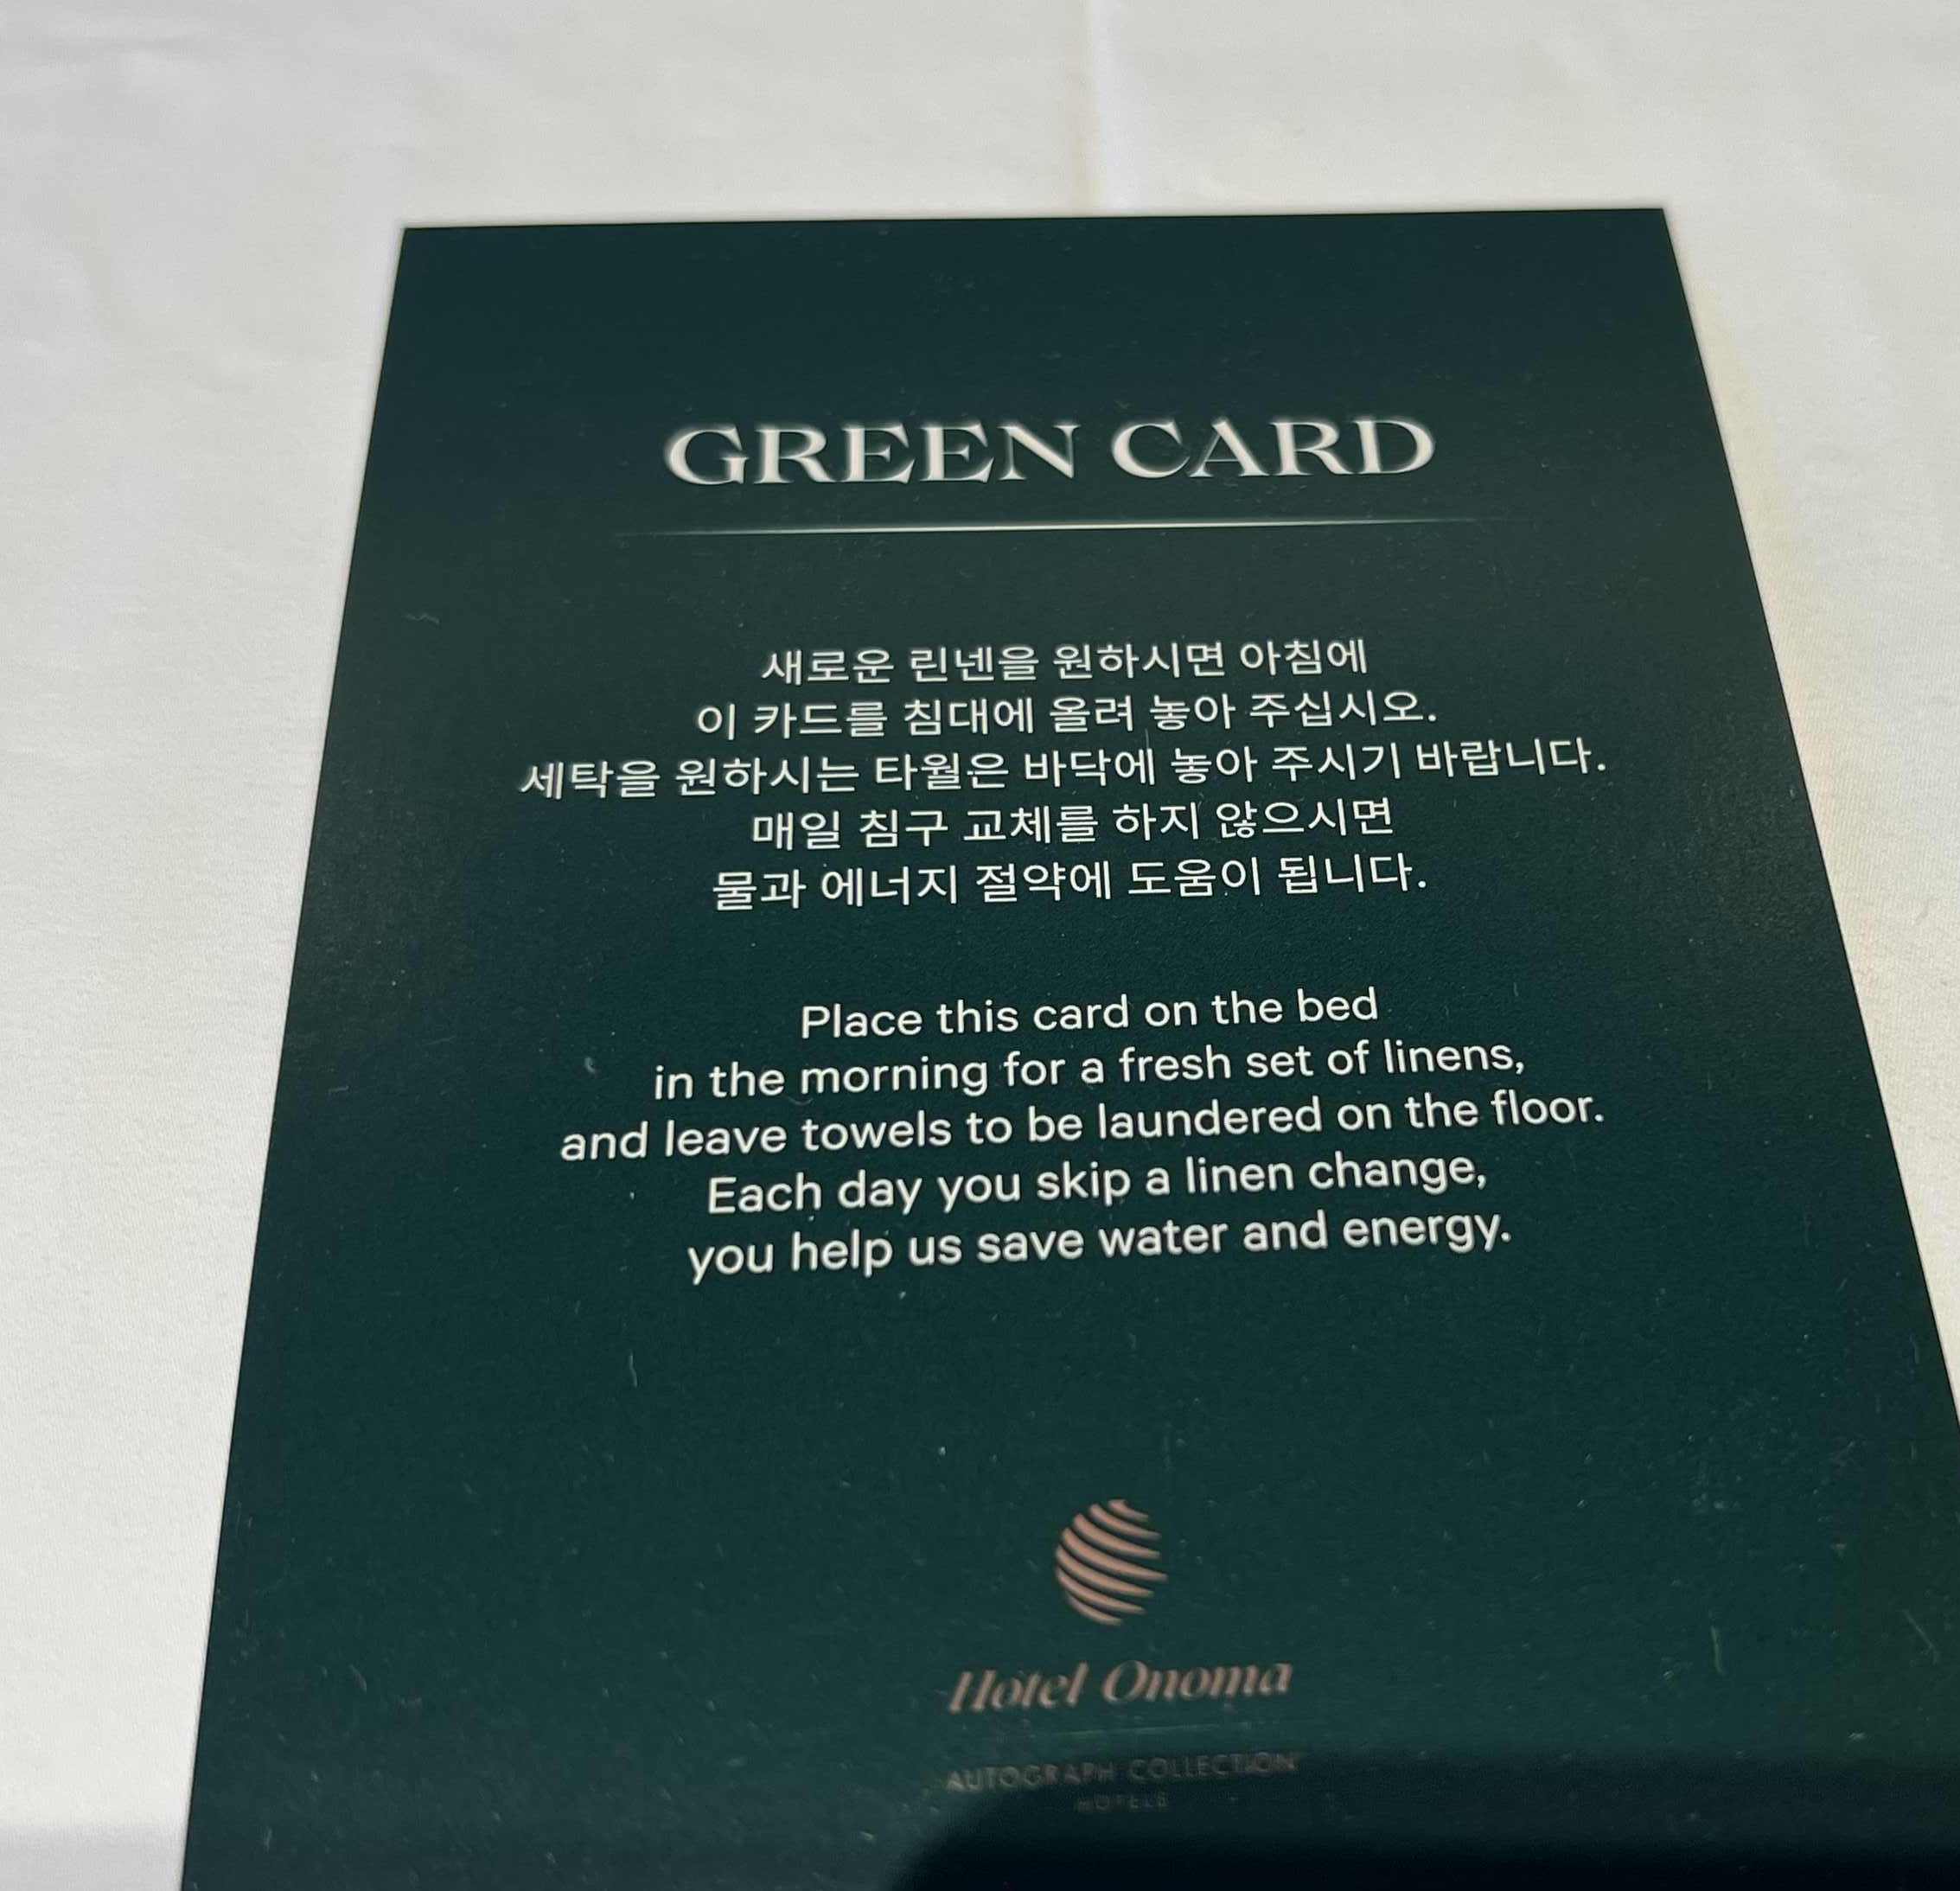 GREEN CARD
새로운 린넨을 원하시면 아침에
이 카드를 침대에 올려 놓아 주십시오.
세탁을 원하시는 타월은 바닥에 놓아 주시기 바랍니다.
매일 침구 교체를 하지 않으시면
물과 에너지 절약에 도움이 됩니다.
Place this card on the bed
in the morning for a fresh set of linens,
and leave towels to be laundered on the floor.
Each day you skip a linen change,
you help us save water and energy.
Hotel Onoma
AUTOGRAPH COLLECTION
HOTELS